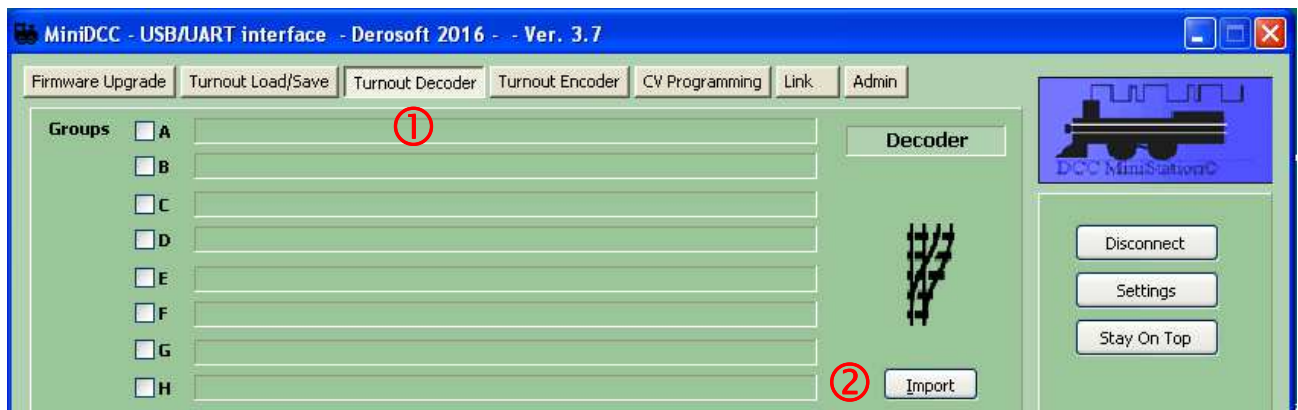 MiniDCC - USB/UART interface - Derosoft 2016 - - Ver. 3.7
Firmware Upgrade Turnout Load/Save Turnout Decoder Turnout Encoder CV Programming Link Admin
Groups A ① Decoder
B
C
D
E
F
G
H ② Import
DCC MiniStation©
Disconnect
Settings
Stay On Top